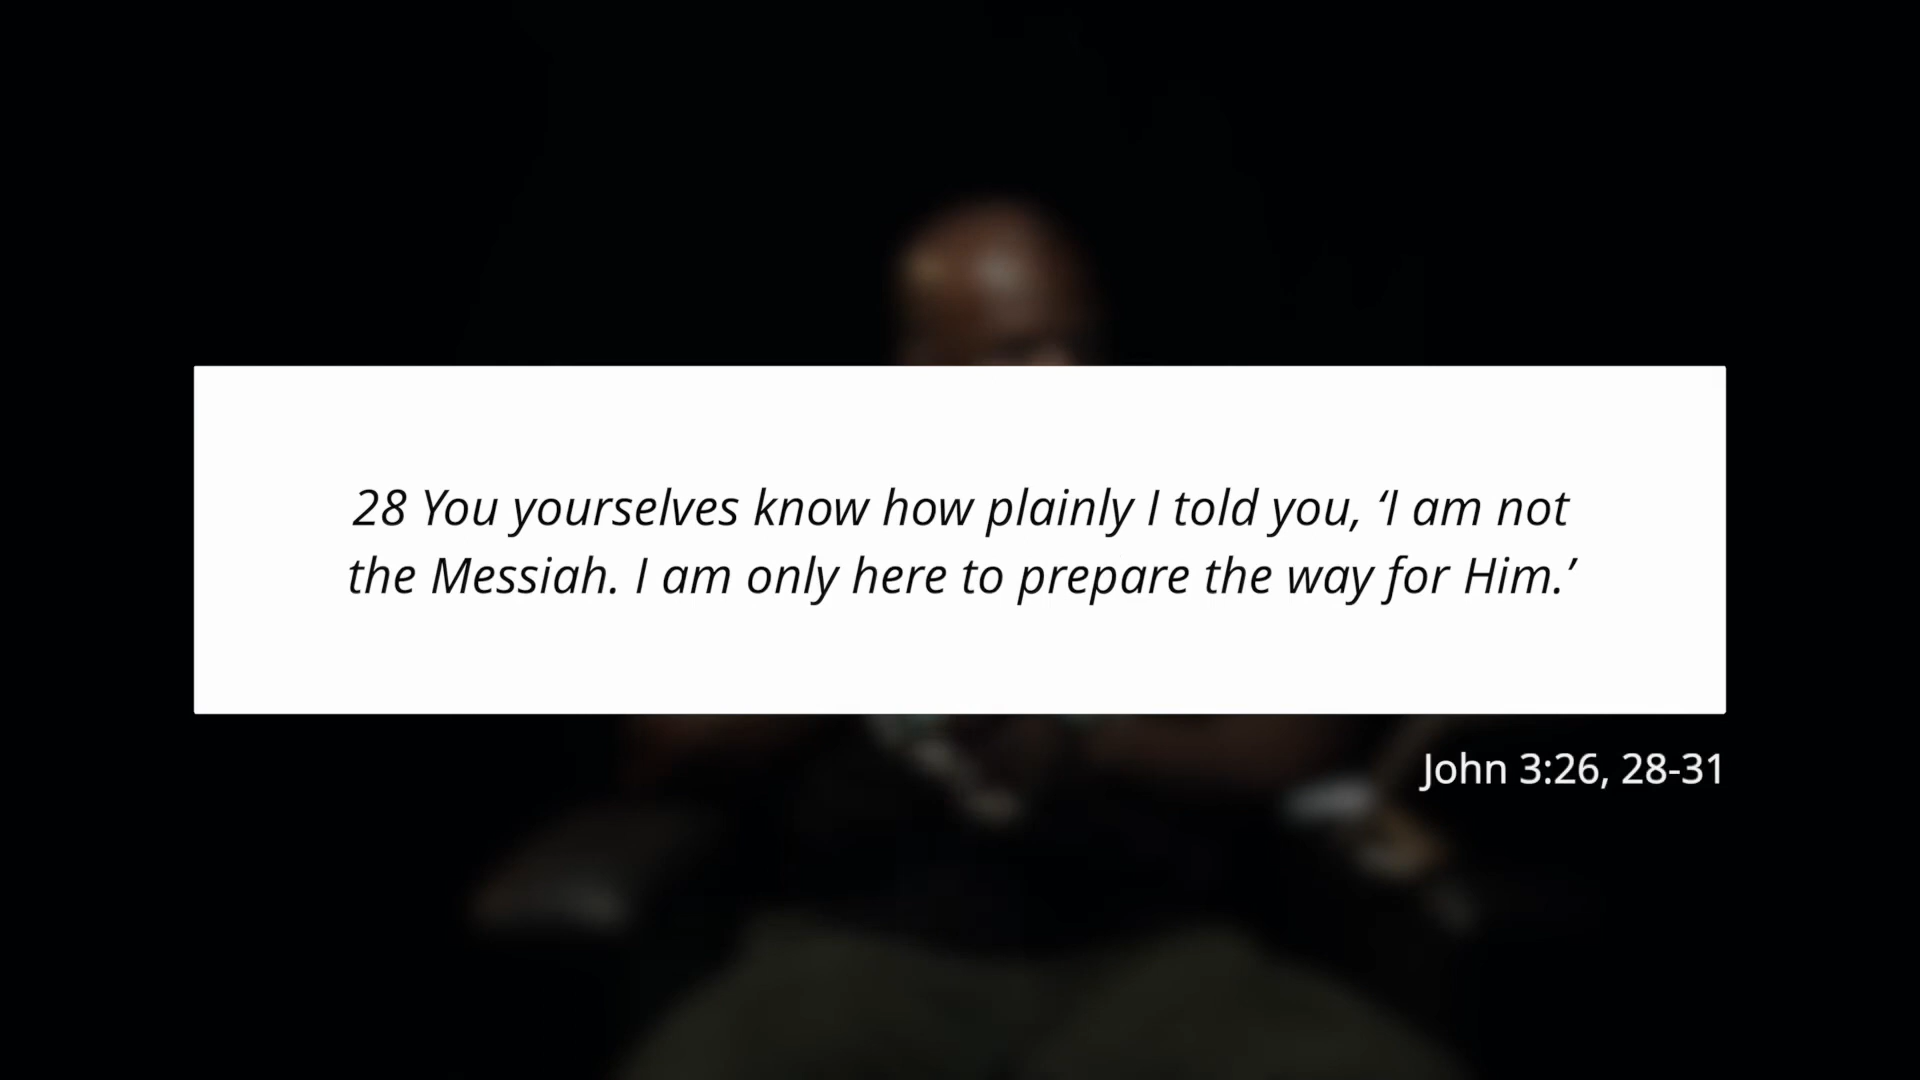 28 You yourselves know how plainly I told you, ‘I am not
the Messiah. I am only here to prepare the way for Him.’
John 3:26, 28-31